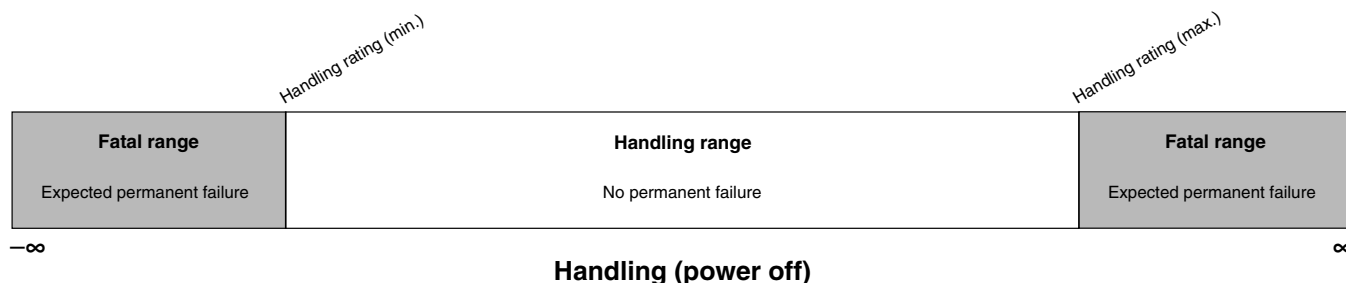 Handling rating (min.)
Handling rating (max.)
Fatal range
Handling range
Fatal range
Expected permanent failure
No permanent failure
Expected permanent failure
–∞
∞
Handling (power off)